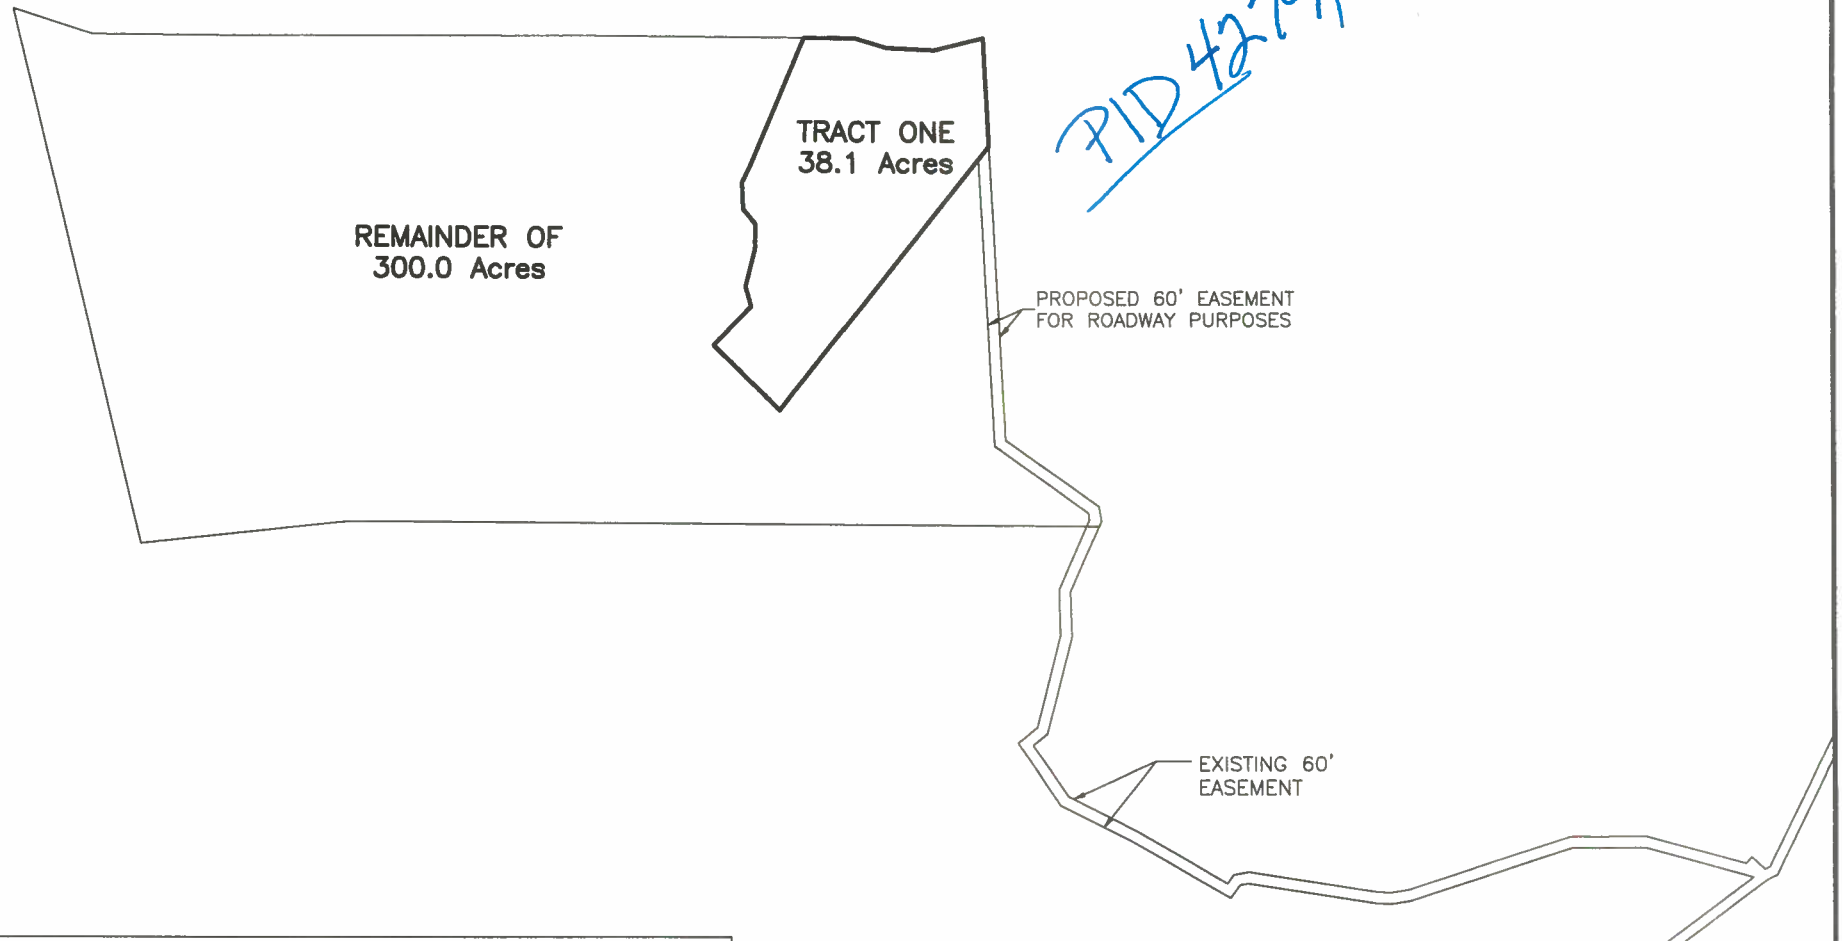 PID
TRACT ONE
38.1 Acres
REMAINDER OF
300.0 Acres
PROPOSED 60' EASEMENT
FOR ROADWAY PURPOSES
EXISTING 60'
EASEMENT